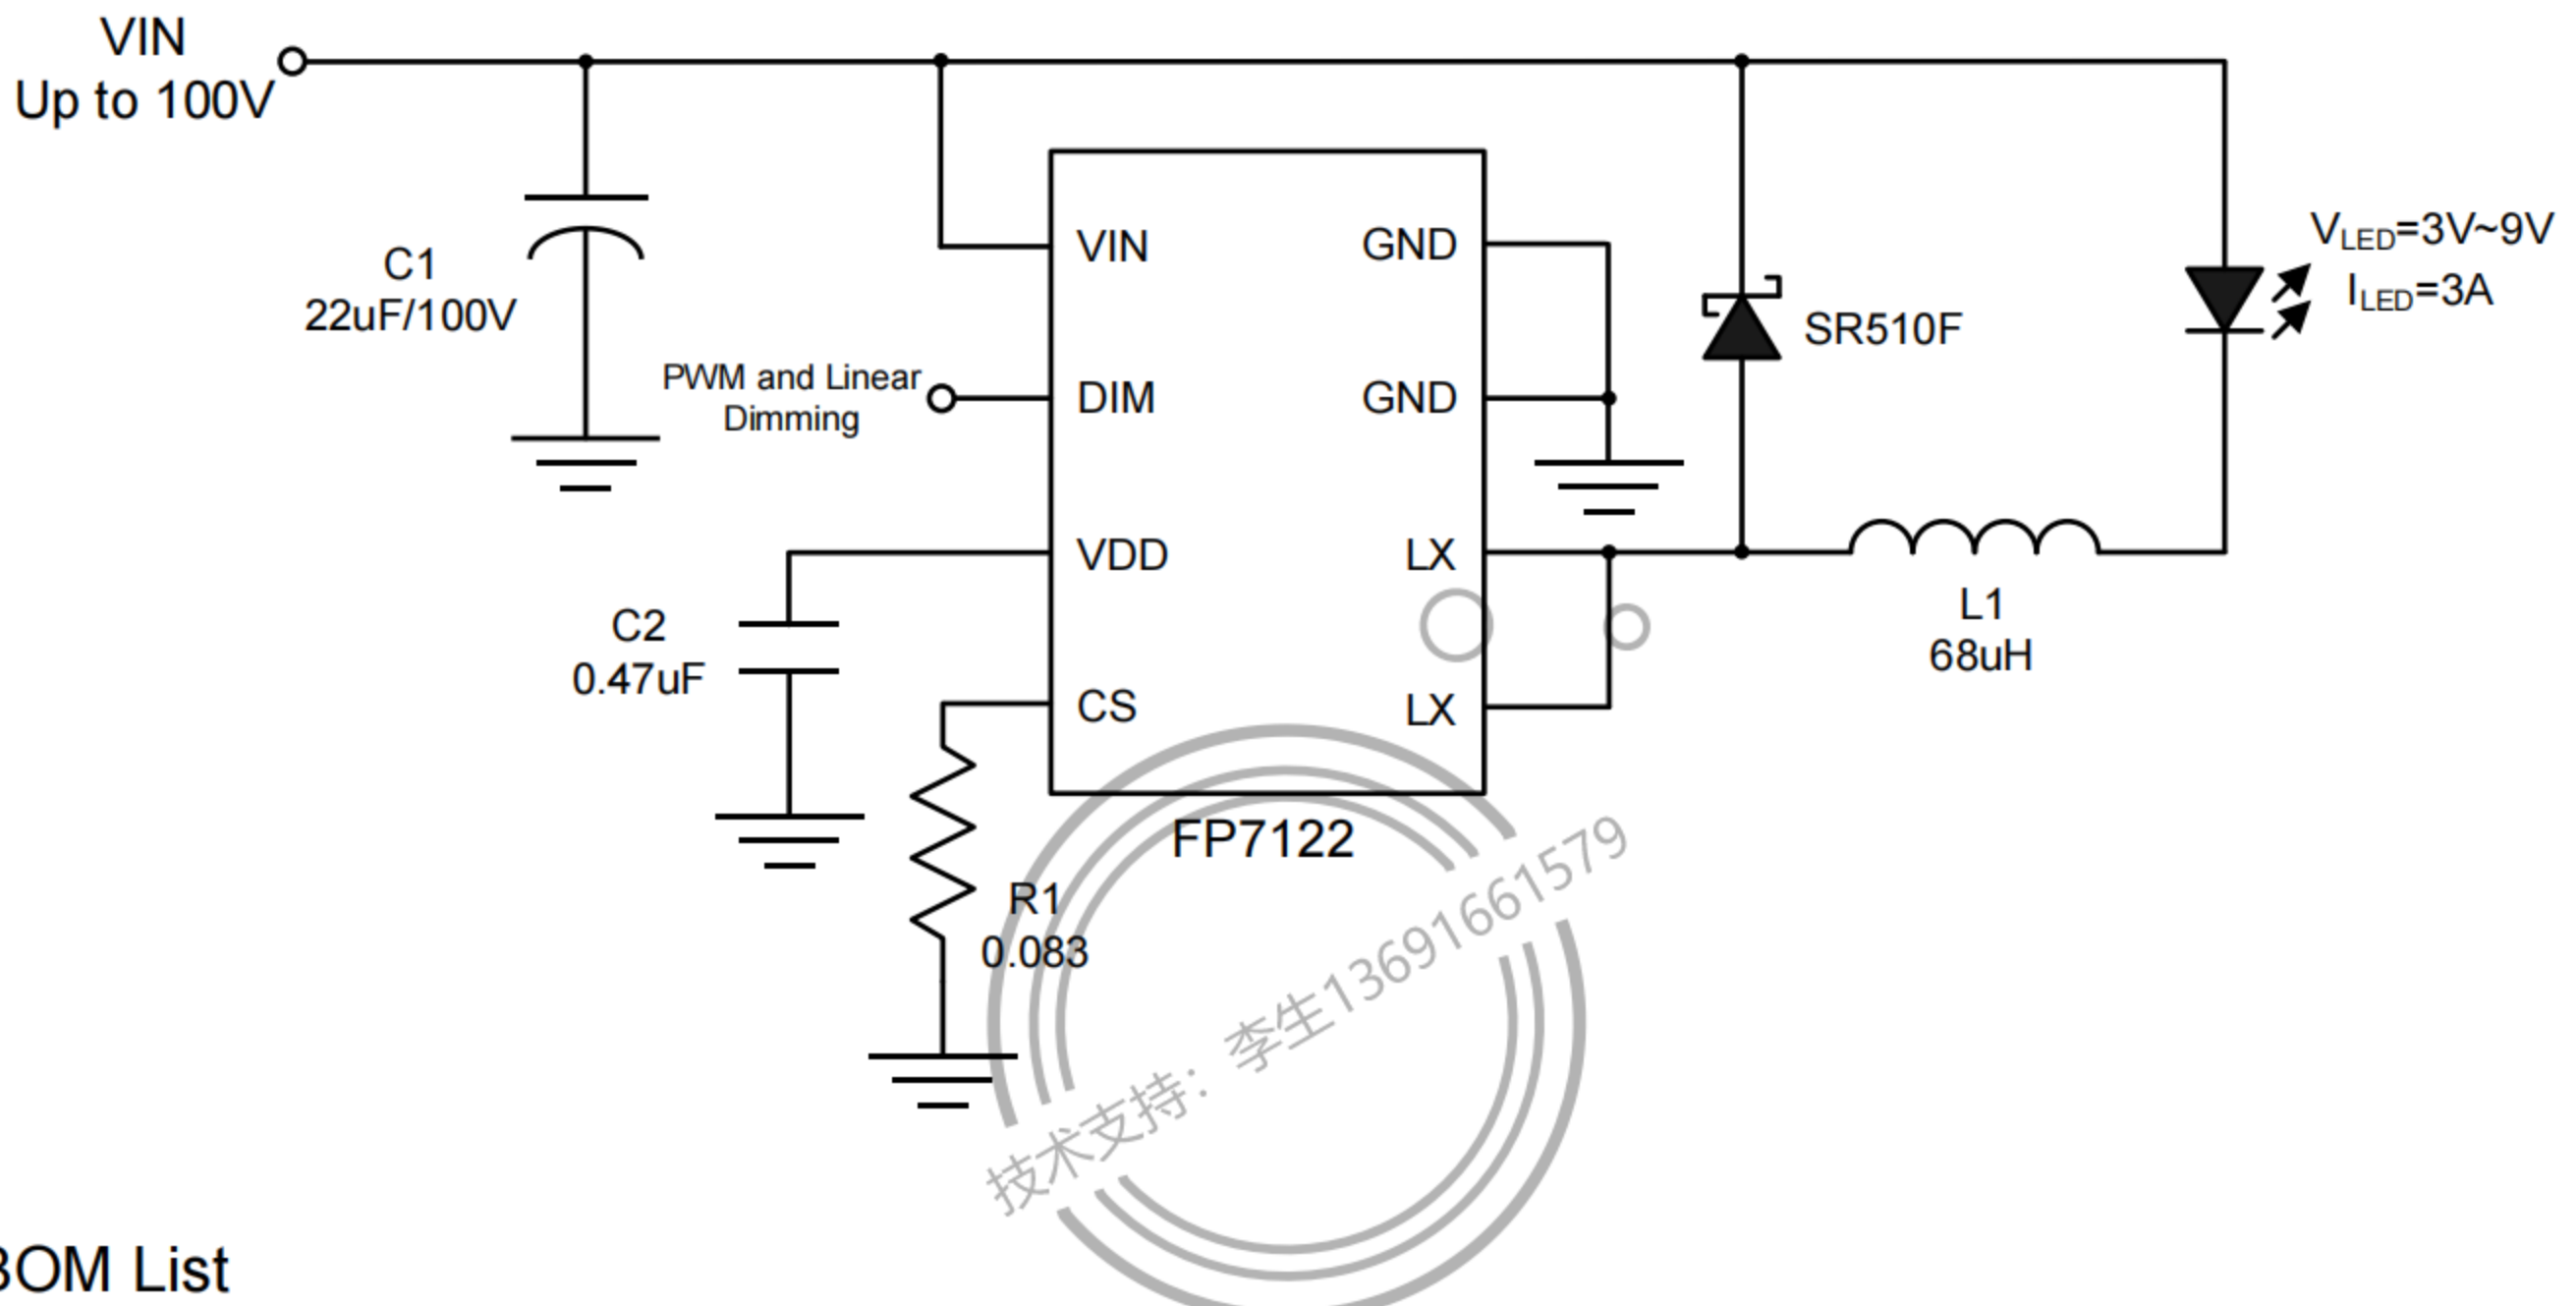 VIN
Up to 100V
C1
22uF/100V
PWM and Linear
Dimming
C2
0.47uF
VIN
DIM
VDD
CS
GND
GND
LX
LX
FP7122
R1
0.083
SR510F
VLED=3V~9V
ILED=3A
L1
68uH
技术支持：李生13691661579
BOM List